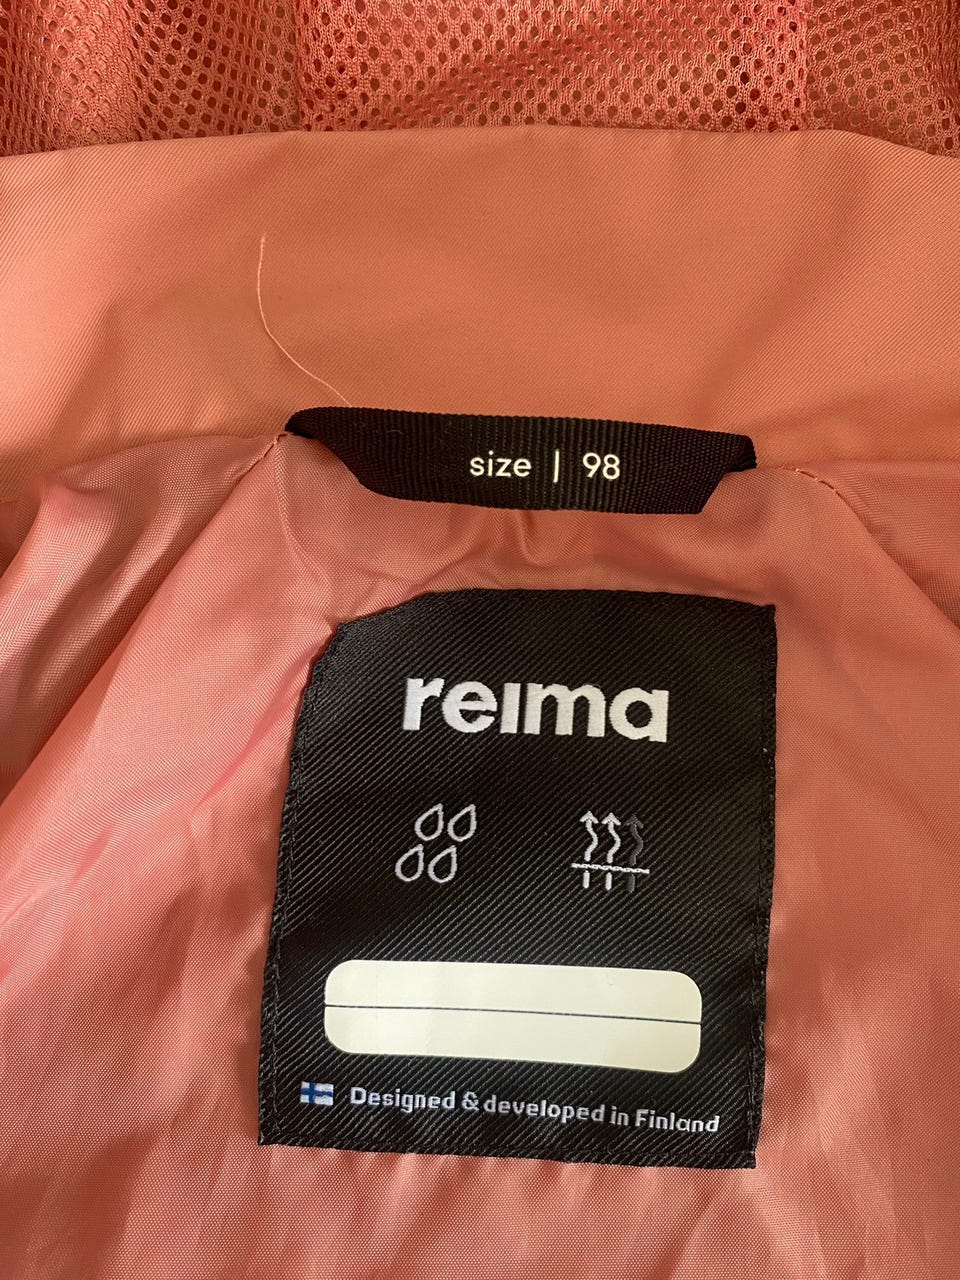 size | 98
reima
Designed & developed in Finland